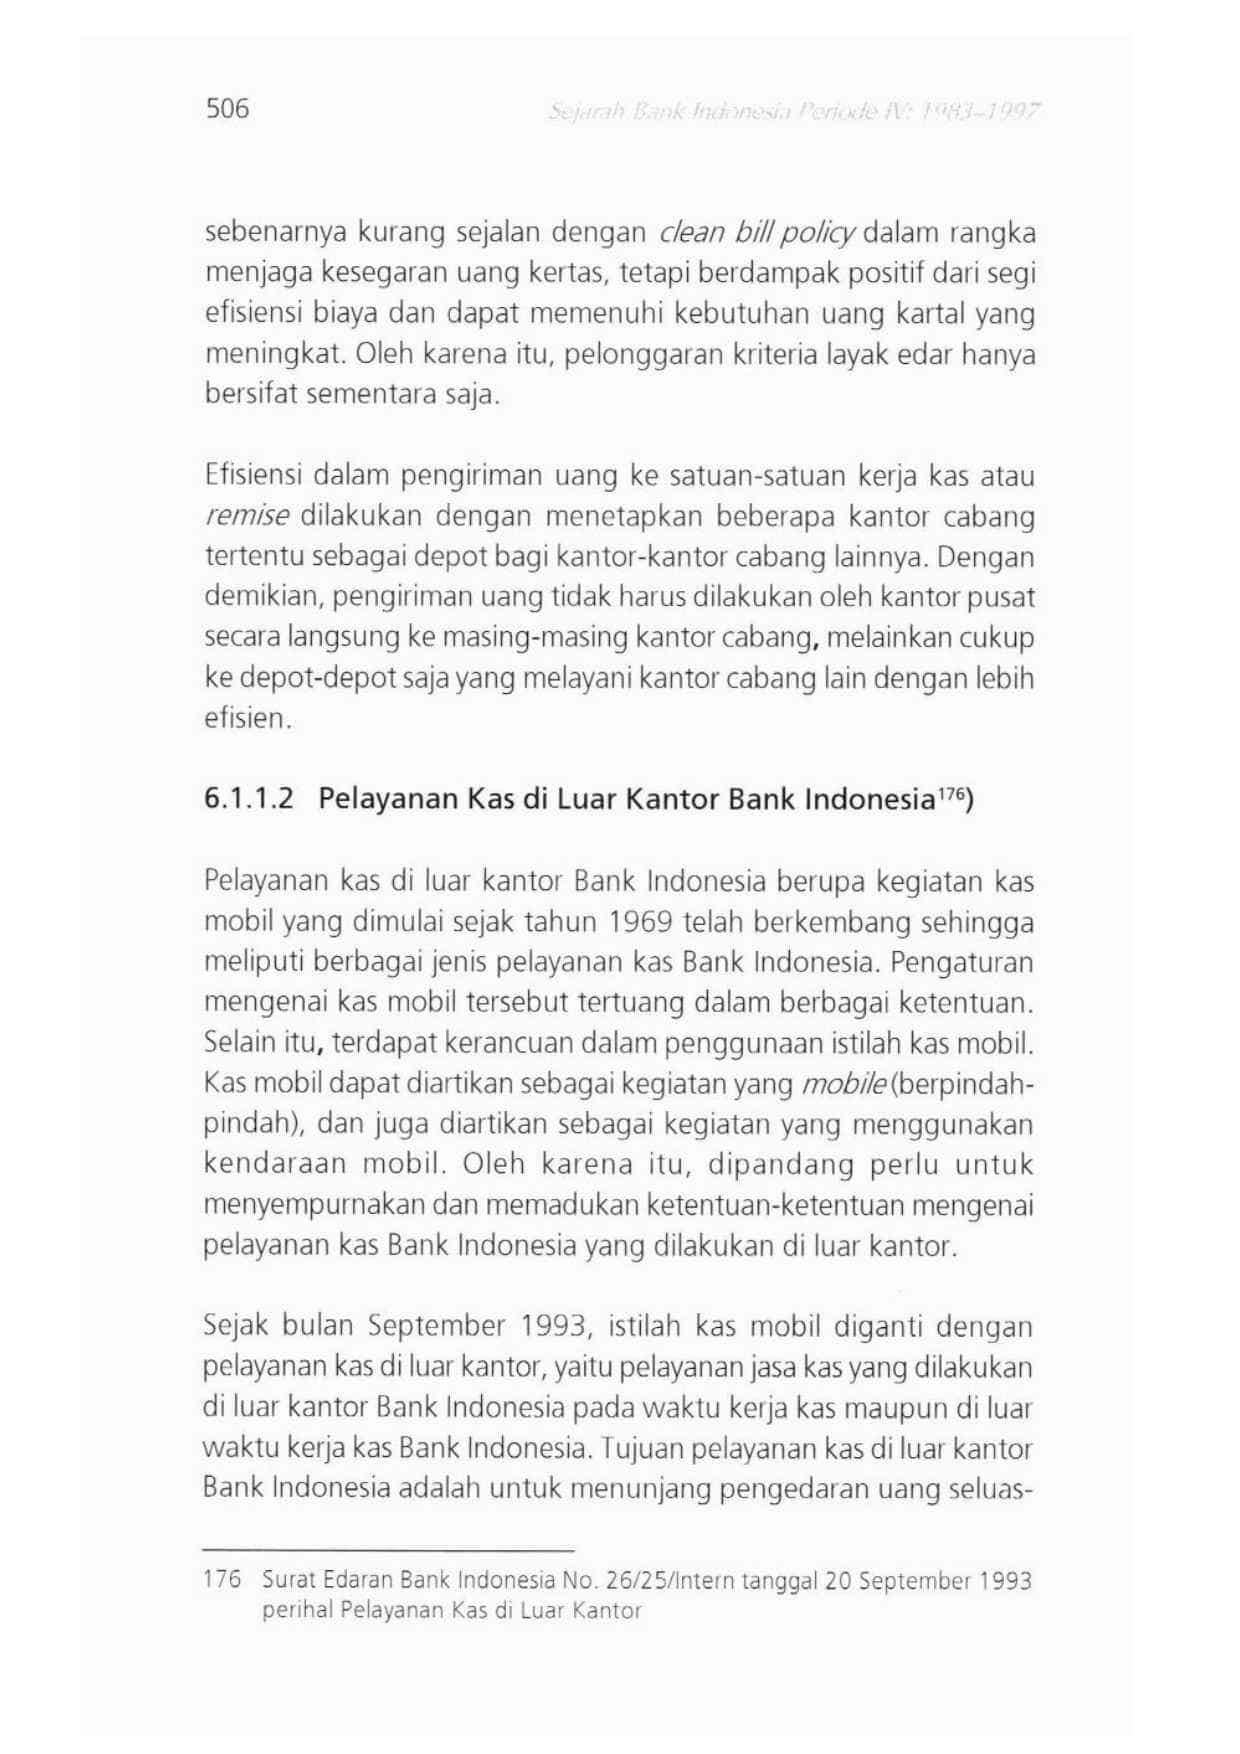 506
Sejarah Bank Indonesia Periode IV: 1983–1997
sebenarnya kurang sejalan dengan clean bill policy dalam rangka
menjaga kesegaran uang kertas, tetapi berdampak positif dari segi
efisiensi biaya dan dapat memenuhi kebutuhan uang kartal yang
meningkat. Oleh karena itu, pelonggaran kriteria layak edar hanya
bersifat sementara saja.
Efisiensi dalam pengiriman uang ke satuan-satuan kerja kas atau
remise dilakukan dengan menetapkan beberapa kantor cabang
tertentu sebagai depot bagi kantor-kantor cabang lainnya. Dengan
demikian, pengiriman uang tidak harus dilakukan oleh kantor pusat
secara langsung ke masing-masing kantor cabang, melainkan cukup
ke depot-depot saja yang melayani kantor cabang lain dengan lebih
efisien.
6.1.1.2 Pelayanan Kas di Luar Kantor Bank Indonesia176)
Pelayanan kas di luar kantor Bank Indonesia berupa kegiatan kas
mobil yang dimulai sejak tahun 1969 telah berkembang sehingga
meliputi berbagai jenis pelayanan kas Bank Indonesia. Pengaturan
mengenai kas mobil tersebut tertuang dalam berbagai ketentuan.
Selain itu, terdapat kerancuan dalam penggunaan istilah kas mobil.
Kas mobil dapat diartikan sebagai kegiatan yang mobile (berpindah-
pindah), dan juga diartikan sebagai kegiatan yang menggunakan
kendaraan mobil. Oleh karena itu, dipandang perlu untuk
menyempurnakan dan memadukan ketentuan-ketentuan mengenai
pelayanan kas Bank Indonesia yang dilakukan di luar kantor.
Sejak bulan September 1993, istilah kas mobil diganti dengan
pelayanan kas di luar kantor, yaitu pelayanan jasa kas yang dilakukan
di luar kantor Bank Indonesia pada waktu kerja kas maupun di luar
waktu kerja kas Bank Indonesia. Tujuan pelayanan kas di luar kantor
Bank Indonesia adalah untuk menunjang pengedaran uang seluas-
176 Surat Edaran Bank Indonesia No. 26/25/Intern tanggal 20 September 1993
perihal Pelayanan Kas di Luar Kantor